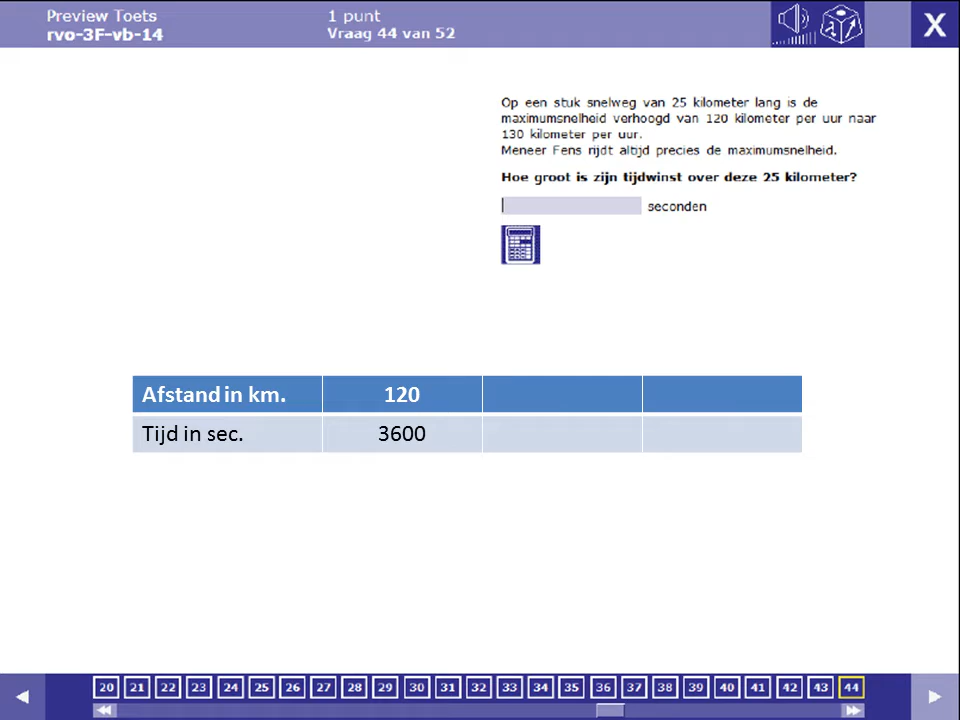 Preview Toets
rvo-3F-vb-14
1 punt
Vraag 44 van 52
X
Op een stuk snelweg van 25 kilometer lang is de
maximumsnelheid verhoogd van 120 kilometer per uur naar
130 kilometer per uur.
Meneer Fens rijdt altijd precies de maximumsnelheid.
Hoe groot is zijn tijdwinst over deze 25 kilometer?
seconden
Afstand in km. 120
Tijd in sec. 3600
20 21 22 23 24 25 26 27 28 29 30 31 32 33 34 35 36 37 38 39 40 41 42 43 44